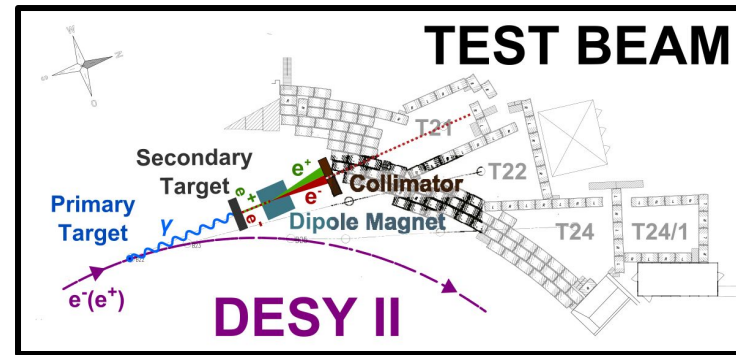 TEST BEAM
W
N
O
T21
Secondary
Target
e+
e-
T22
Collimator
Primary
Target
γ
e+
e-
Dipole Magnet
T24
T24/1
e-(e+)
DESY II